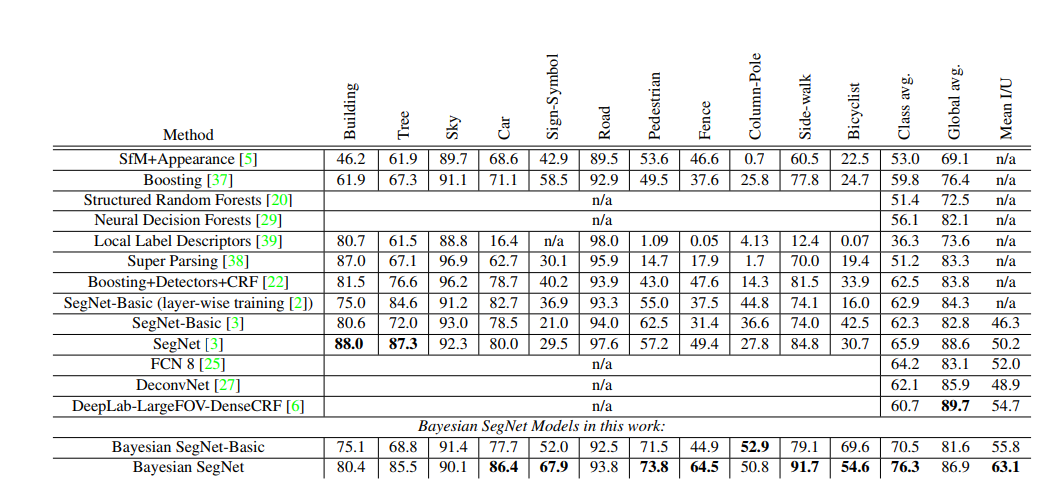 Method Building Tree Sky Car Sign-Symbol Road Pedestrian Fence Column-Pole Side-walk Bicyclist Class avg. Global avg. Mean I/U
SfM+Appearance [5] 46.2 61.9 89.7 68.6 42.9 89.5 53.6 46.6 0.7 60.5 22.5 53.0 69.1 n/a
Boosting [37] 61.9 67.3 91.1 71.1 58.5 92.9 49.5 37.6 25.8 77.8 24.7 59.8 76.4 n/a
Structured Random Forests [20] n/a 51.4 72.5 n/a
Neural Decision Forests [29] n/a 56.1 82.1 n/a
Local Label Descriptors [39] 80.7 61.5 88.8 16.4 n/a 98.0 1.09 0.05 4.13 12.4 0.07 36.3 73.6 n/a
Super Parsing [38] 87.0 67.1 96.9 62.7 30.1 95.9 14.7 17.9 1.7 70.0 19.4 51.2 83.3 n/a
Boosting+Detectors+CRF [22] 81.5 76.6 96.2 78.7 40.2 93.9 43.0 47.6 14.3 81.5 33.9 62.5 83.8 n/a
SegNet-Basic (layer-wise training [2]) 75.0 84.6 91.2 82.7 36.9 93.3 55.0 37.5 44.8 74.1 16.0 62.9 84.3 n/a
SegNet-Basic [3] 80.6 72.0 93.0 78.5 21.0 94.0 62.5 31.4 36.6 74.0 42.5 62.3 82.8 46.3
SegNet [3] 88.0 87.3 92.3 80.0 29.5 97.6 57.2 49.4 27.8 84.8 30.7 65.9 88.6 50.2
FCN 8 [25] n/a 64.2 83.1 52.0
DeconvNet [27] n/a 62.1 85.9 48.9
DeepLab-LargeFOV-DenseCRF [6] n/a 60.7 89.7 54.7
Bayesian SegNet Models in this work:
Bayesian SegNet-Basic 75.1 68.8 91.4 77.7 52.0 92.5 71.5 44.9 52.9 79.1 69.6 70.5 81.6 55.8
Bayesian SegNet 80.4 85.5 90.1 86.4 67.9 93.8 73.8 64.5 50.8 91.7 54.6 76.3 86.9 63.1